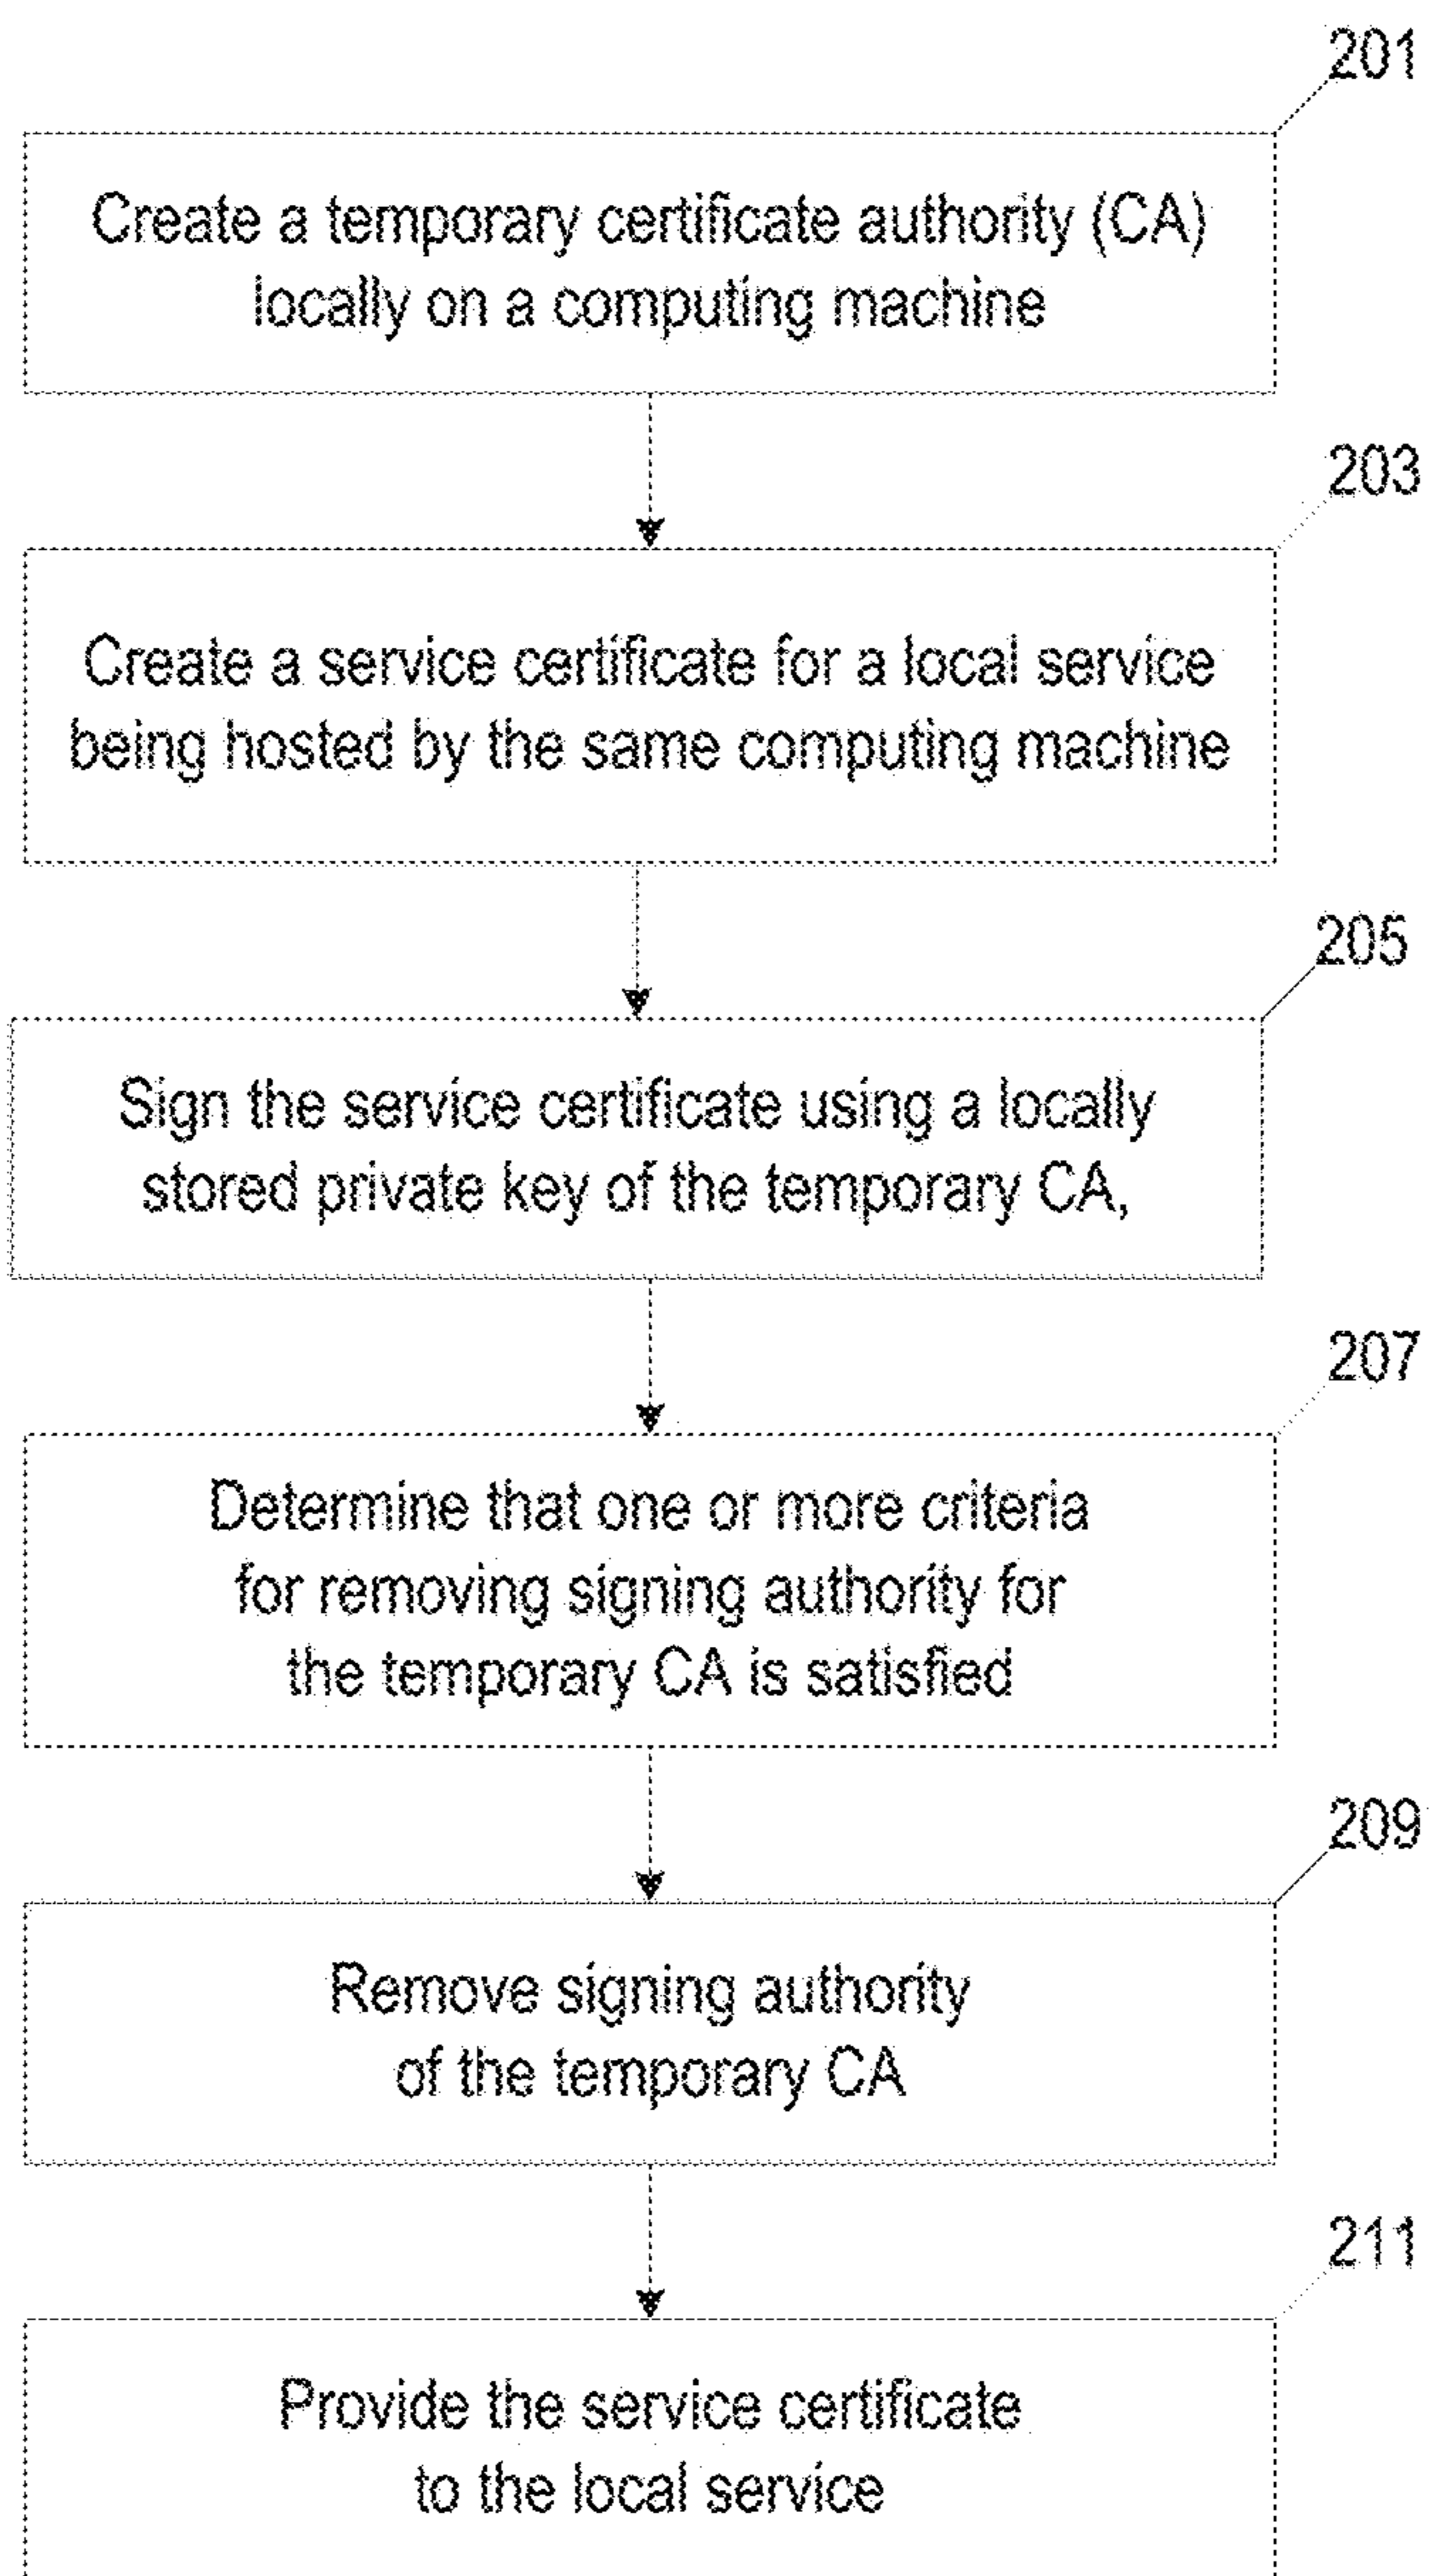 201
Create a temporary certificate authority (CA)
locally on a computing machine
203
Create a service certificate for a local service
being hosted by the same computing machine
205
Sign the service certificate using a locally
stored private key of the temporary CA,
207
Determine that one or more criteria
for removing signing authority for
the temporary CA is satisfied
209
Remove signing authority
of the temporary CA
211
Provide the service certificate
to the local service